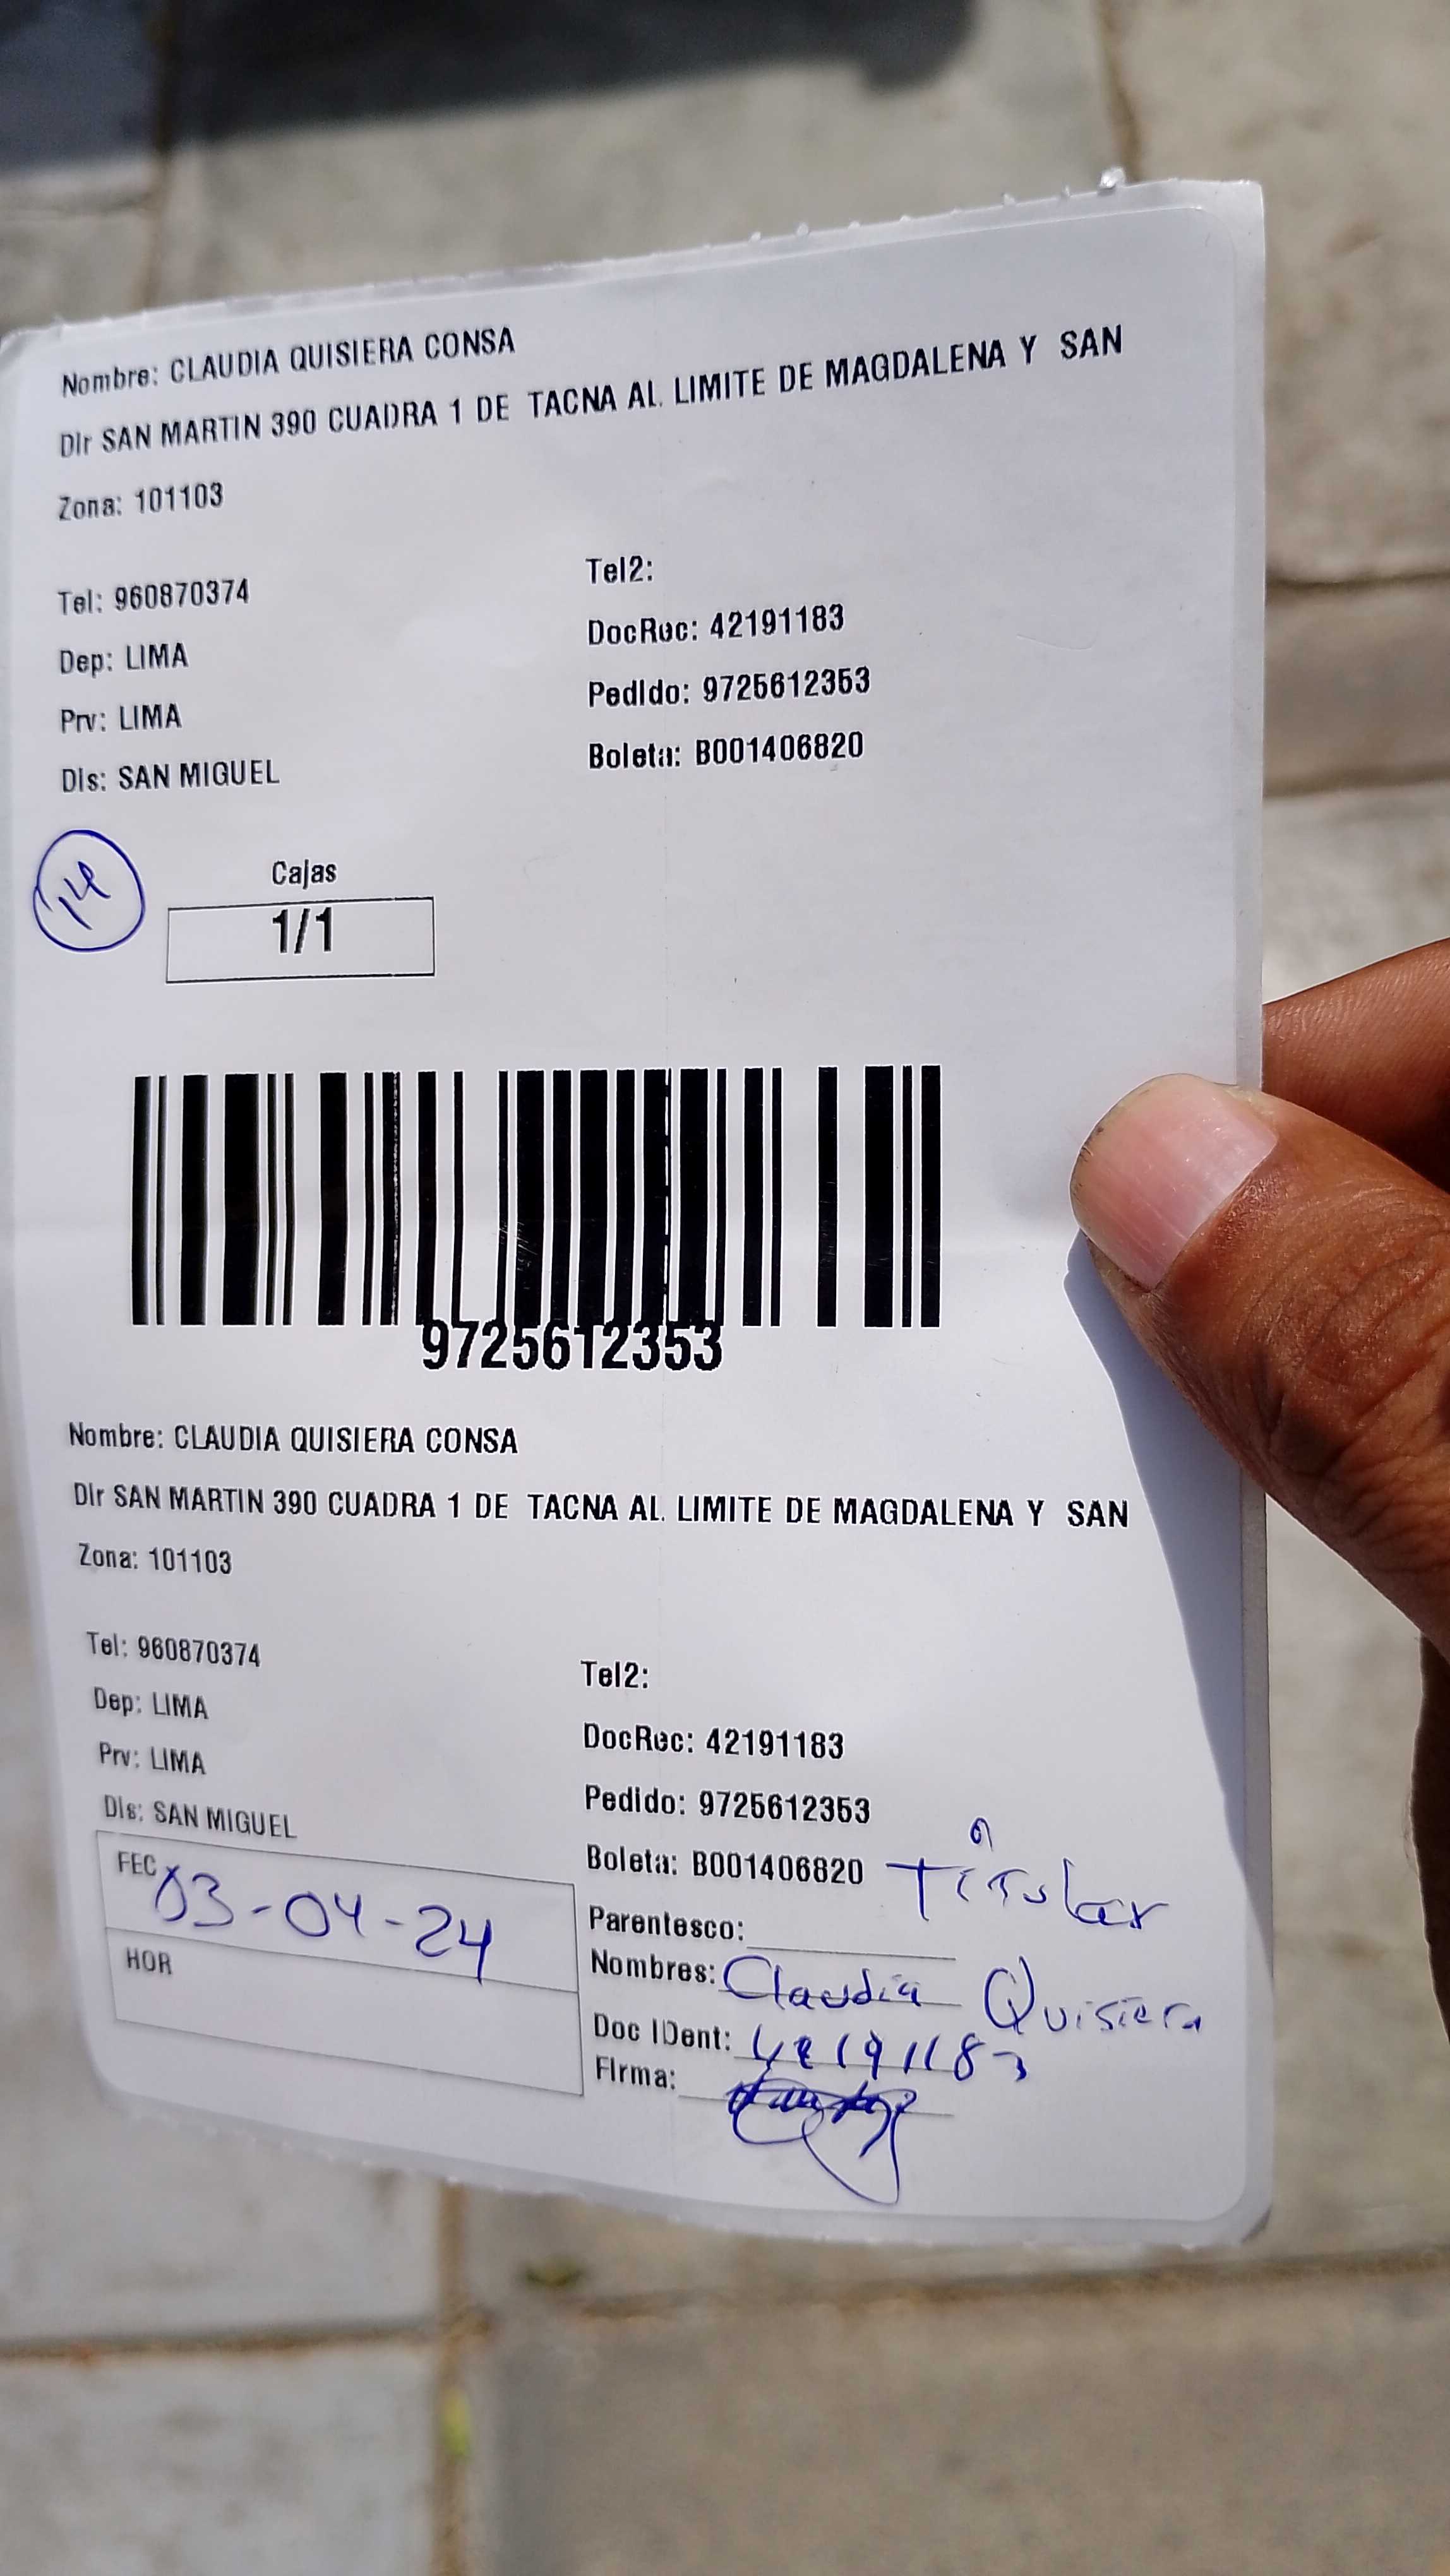 Nombre: CLAUDIA QUISIERA CONSA
Dir SAN MARTIN 390 CUADRA 1 DE TACNA AL LIMITE DE MAGDALENA Y SAN
Zona: 101103
Tel: 960870374
Tel2:
Dep: LIMA
DocRec: 42191183
Prv: LIMA
Pedido: 9725612353
Dis: SAN MIGUEL
Boleta: B001406820
14
Cajas
1/1
9725612353
Nombre: CLAUDIA QUISIERA CONSA
Dir SAN MARTIN 390 CUADRA 1 DE TACNA AL LIMITE DE MAGDALENA Y SAN
Zona: 101103
Tel: 960870374
Tel2:
Dep: LIMA
DocRec: 42191183
Prv: LIMA
Pedido: 9725612353
Dis: SAN MIGUEL
Boleta: B001406820
Titular
FEC 03-04-24
Parentesco:
HOR
Nombres: Claudia Quisiera
Doc IDent: 42191183
Firma: